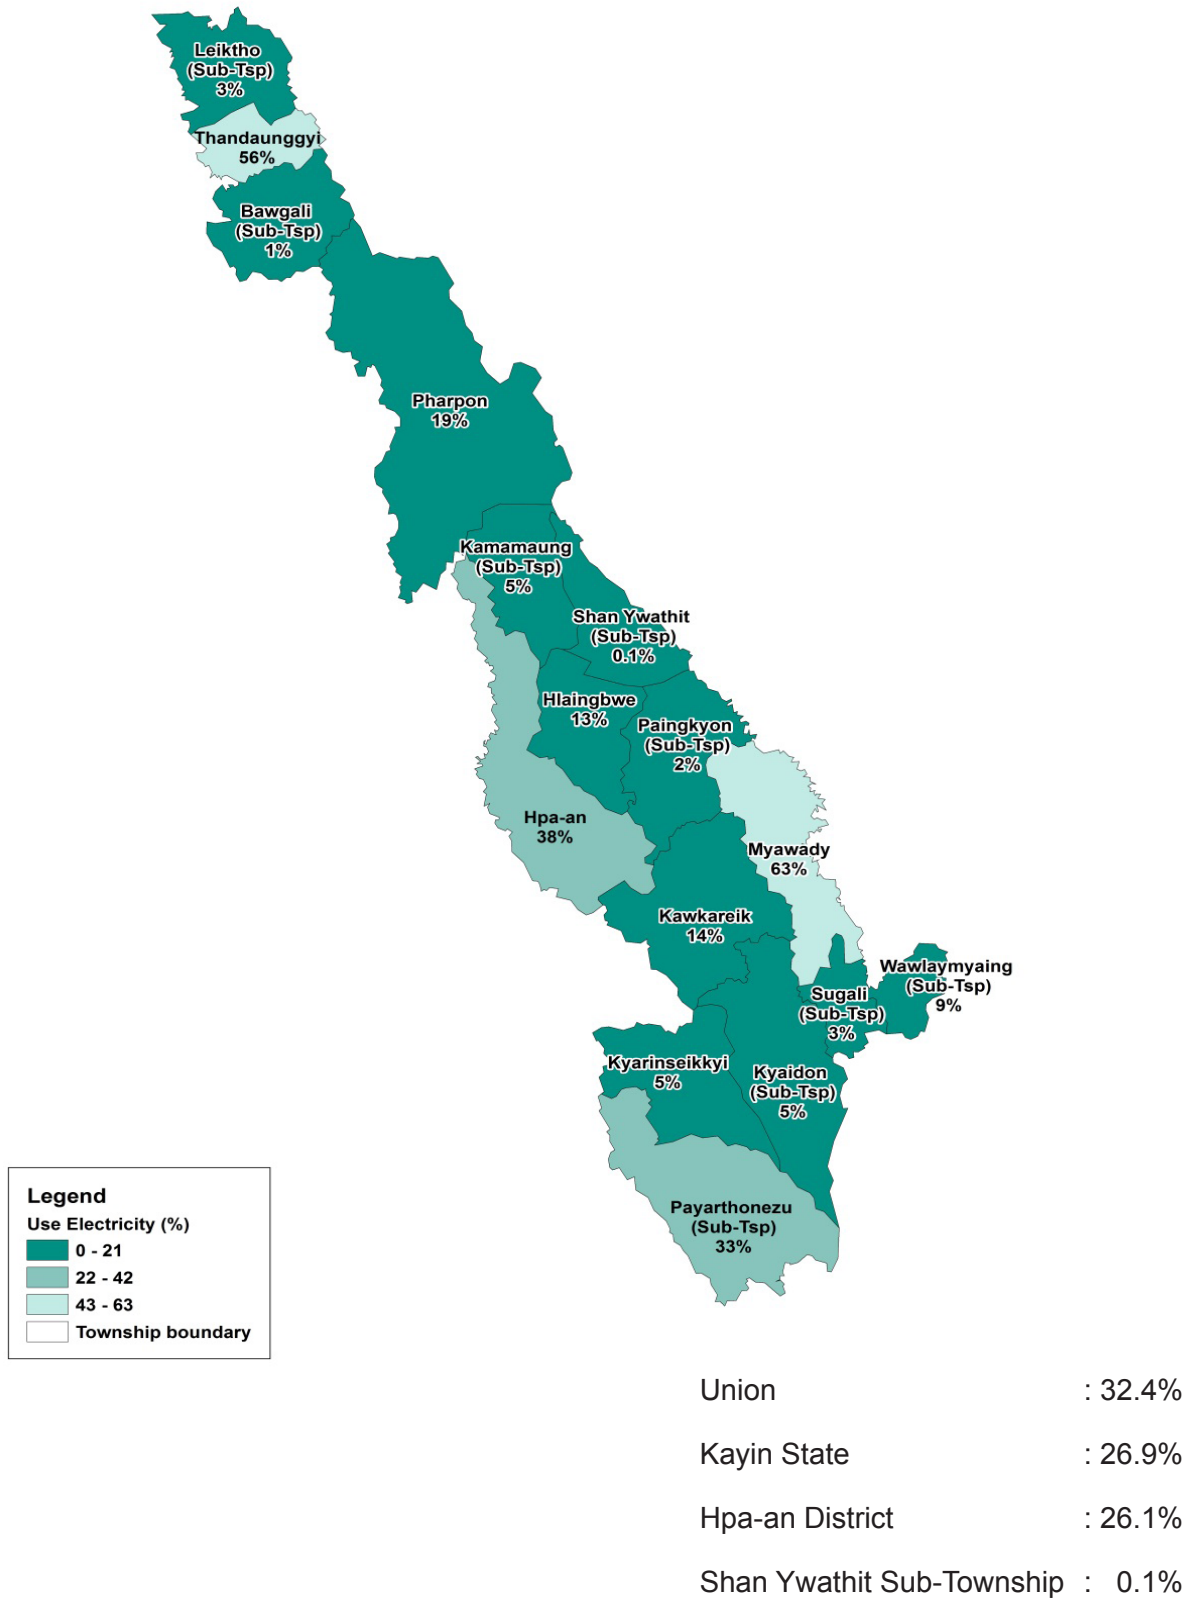 Leiktho
(Sub-Tsp)
3%
Thandaunggyi
56%
Bawgali
(Sub-Tsp)
1%
Pharpon
19%
Kamamaung
(Sub-Tsp)
5%
Shan Ywathit
(Sub-Tsp)
0.1%
Hlaingbwe
13%
Paingkyon
(Sub-Tsp)
2%
Hpa-an
38%
Myawady
63%
Kawkareik
14%
Wawlaymyaing
(Sub-Tsp)
9%
Sugali
(Sub-Tsp)
3%
Kyarinseikkyi
5%
Kyaidon
(Sub-Tsp)
5%
Payarthonezu
(Sub-Tsp)
33%
Legend
Use Electricity (%)
0 - 21
22 - 42
43 - 63
Township boundary
Union : 32.4%
Kayin State : 26.9%
Hpa-an District : 26.1%
Shan Ywathit Sub-Township : 0.1%